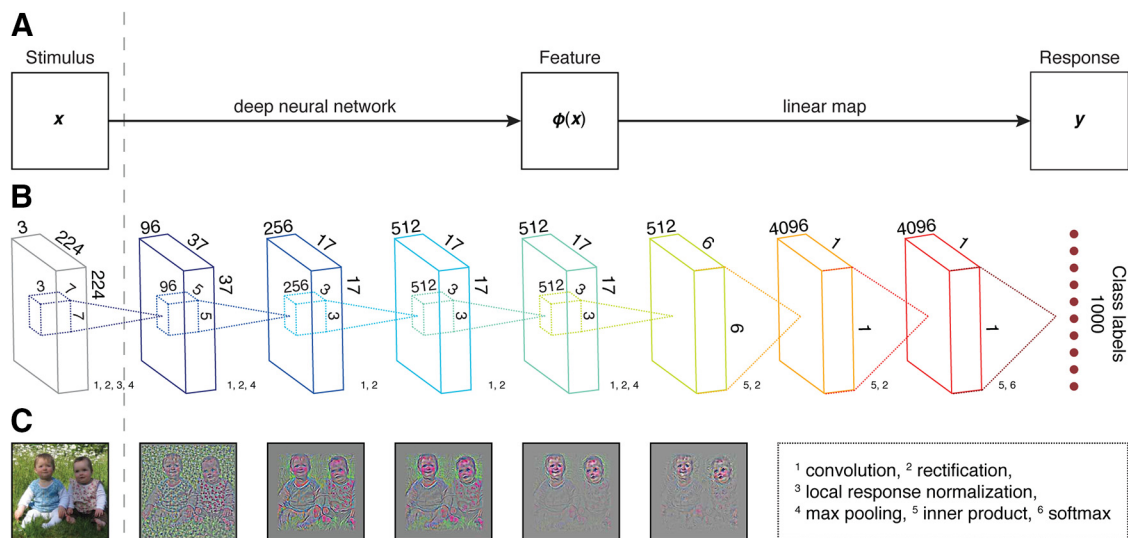 A
Stimulus
Feature
Response
x
deep neural network
ϕ(x)
linear map
y
B
3
224
224
3
7
7
1, 2, 3, 4
96
37
37
96
5
5
1, 2, 4
256
17
17
256
3
3
1, 2
512
17
17
512
3
3
1, 2
512
17
17
512
3
3
1, 2, 4
512
6
6
5, 2
4096
1
1
5, 2
4096
1
1
5, 6
Class labels
1000
C
1 convolution, 2 rectification,
3 local response normalization,
4 max pooling, 5 inner product, 6 softmax